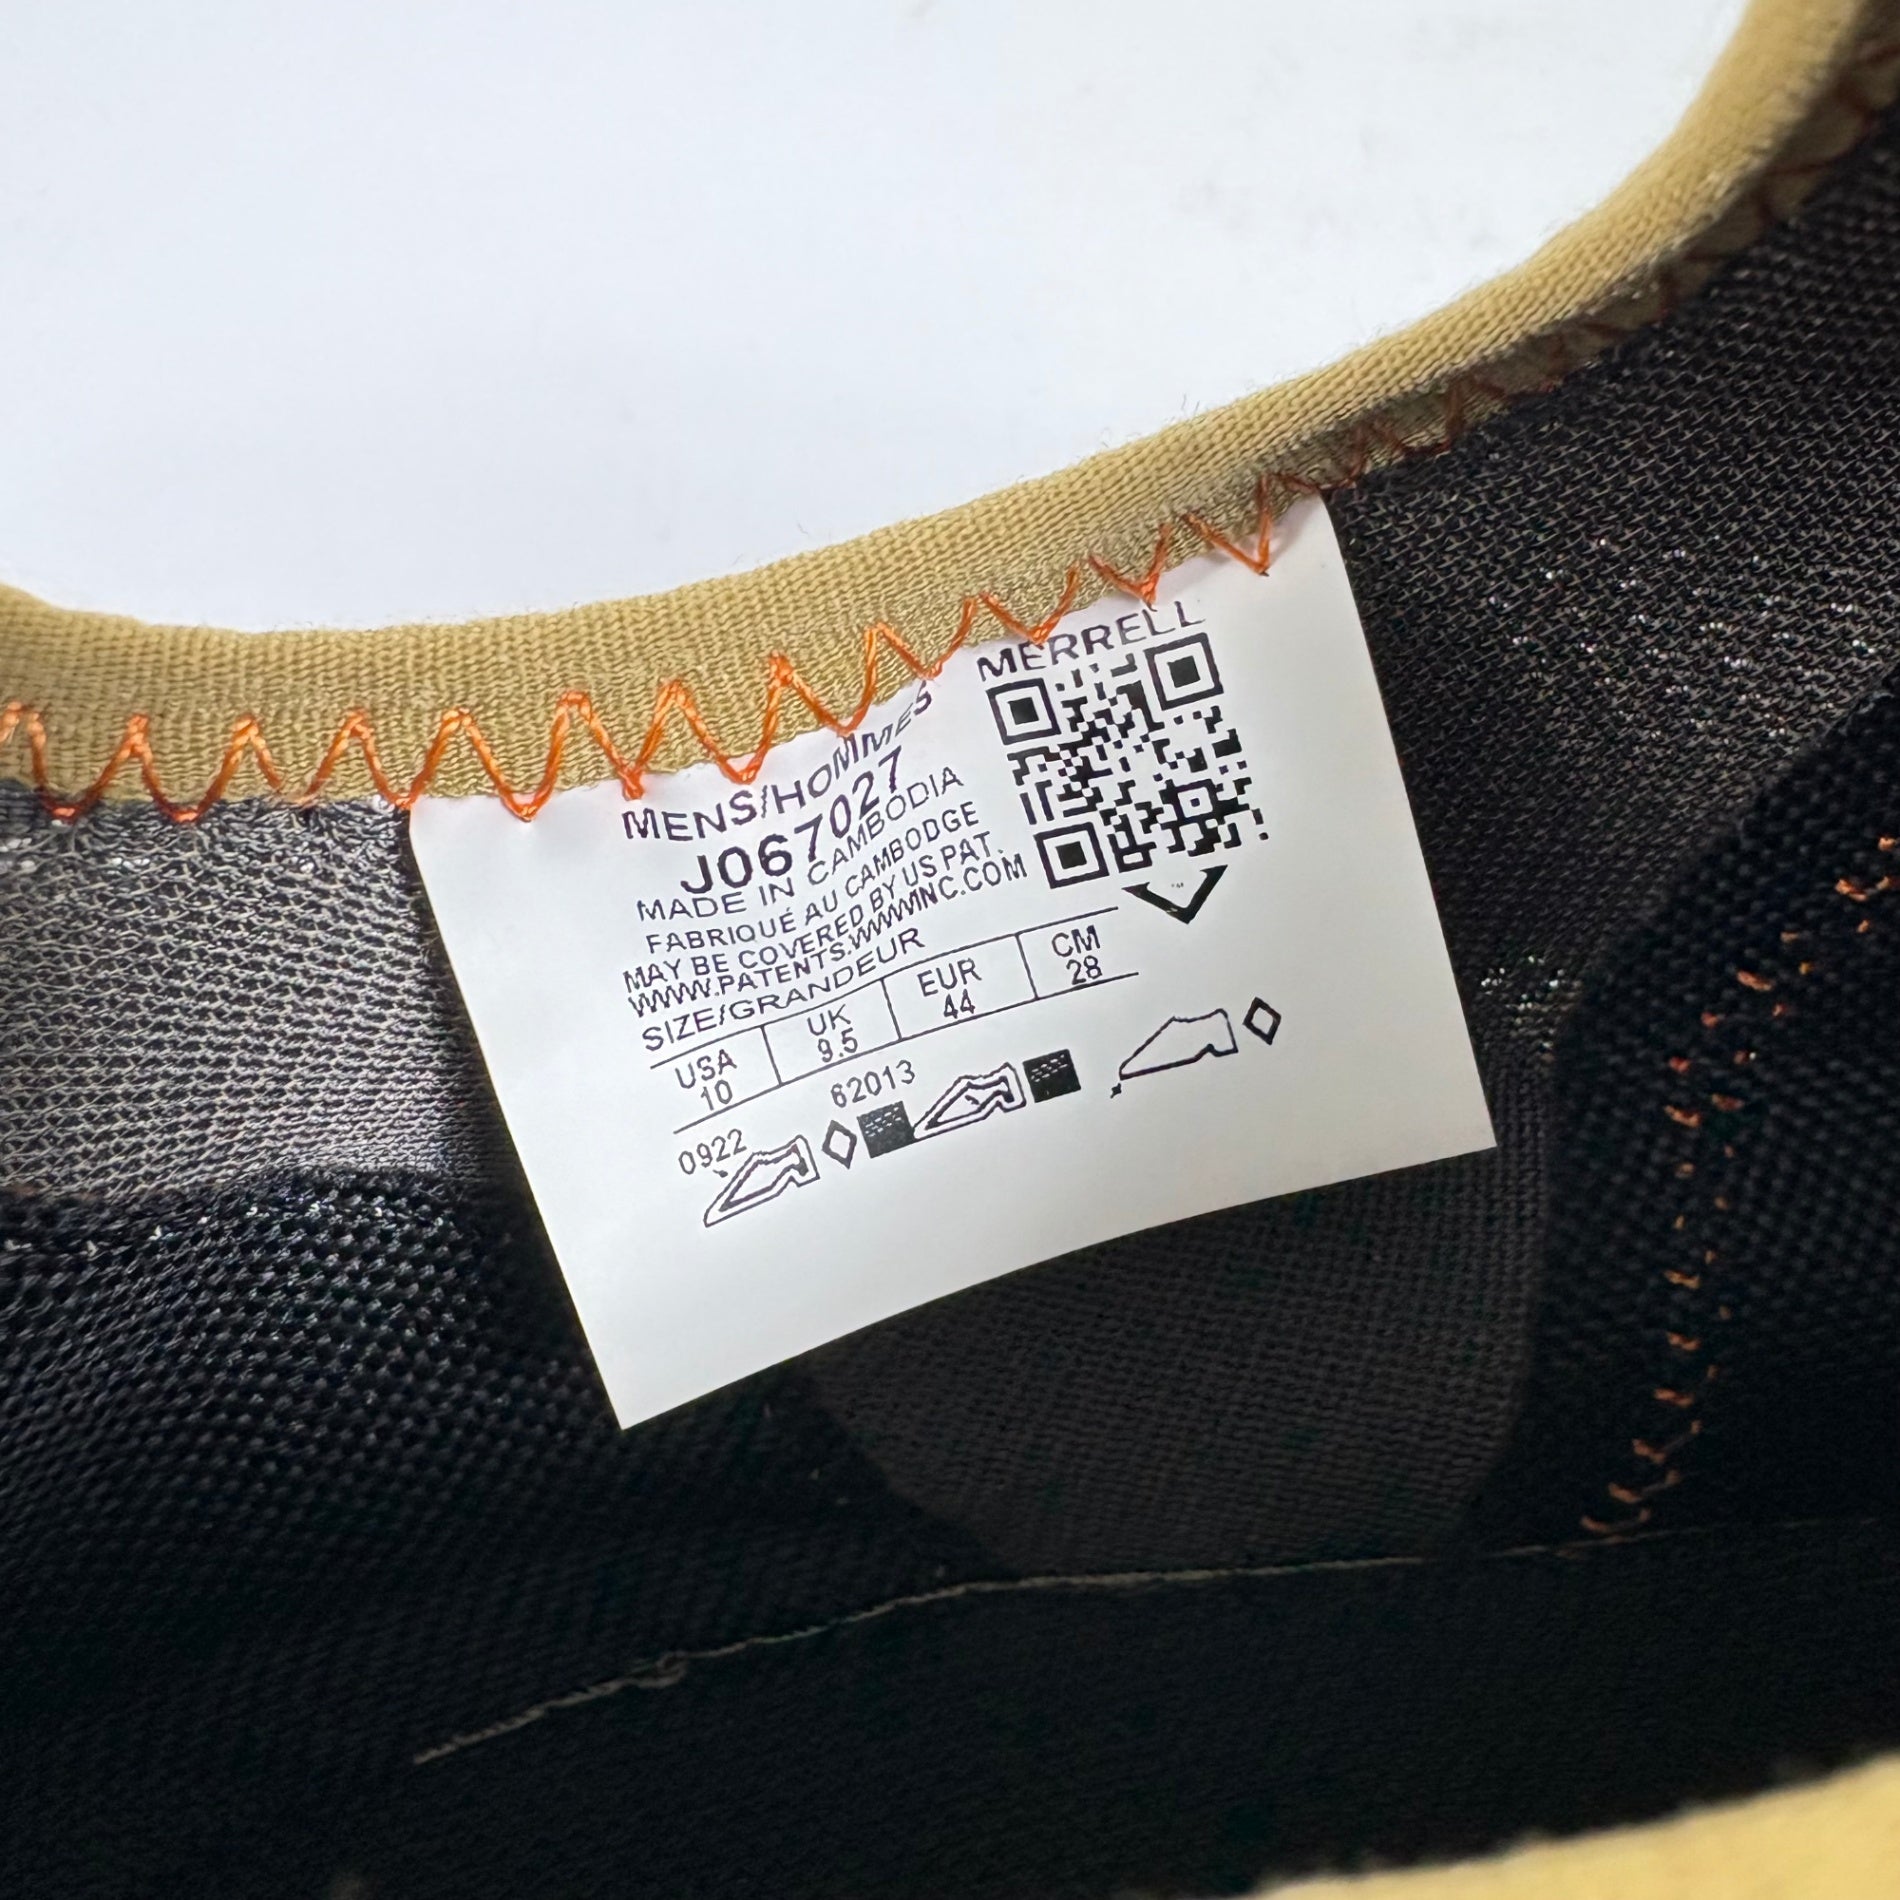 MERRELL
MENS/HOMMES
J067027
MADE IN CAMBODIA
FABRIQUÉ AU CAMBODGE
MAY BE COVERED BY US PAT.
WWW.PATENTS.WWWINC.COM
SIZE/GRANDEUR
USA UK EUR CM
10 9.5 44 28
0922 62013